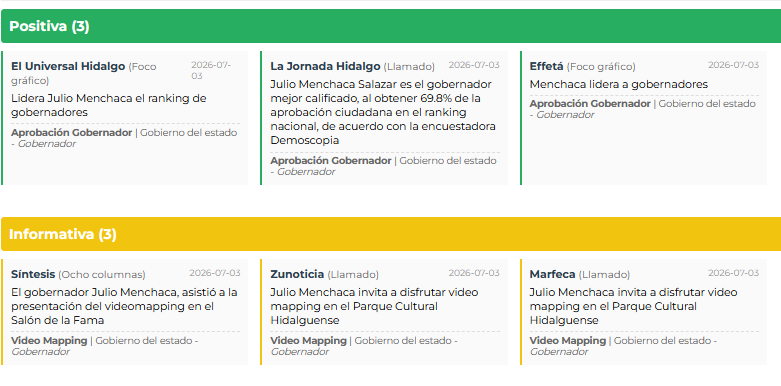 Positiva (3)
El Universal Hidalgo (Foco gráfico)
2026-07-03
Lidera Julio Menchaca el ranking de
gobernadores
Aprobación Gobernador | Gobierno del estado
- Gobernador
La Jornada Hidalgo (Llamado)
2026-07-03
Julio Menchaca Salazar es el gobernador
mejor calificado, al obtener 69.8% de la
aprobación ciudadana en el ranking
nacional, de acuerdo con la encuestadora
Demoscopia
Aprobación Gobernador | Gobierno del estado
- Gobernador
Effetá (Foco gráfico)
2026-07-03
Menchaca lidera a gobernadores
Aprobación Gobernador | Gobierno del estado
- Gobernador
Informativa (3)
Síntesis (Ocho columnas)
2026-07-03
El gobernador Julio Menchaca, asistió a la
presentación del videomapping en el
Salón de la Fama
Video Mapping | Gobierno del estado -
Gobernador
Zunoticia (Llamado)
2026-07-03
Julio Menchaca invita a disfrutar video
mapping en el Parque Cultural
Hidalguense
Video Mapping | Gobierno del estado -
Gobernador
Marfeca (Llamado)
2026-07-03
Julio Menchaca invita a disfrutar video
mapping en el Parque Cultural
Hidalguense
Video Mapping | Gobierno del estado -
Gobernador